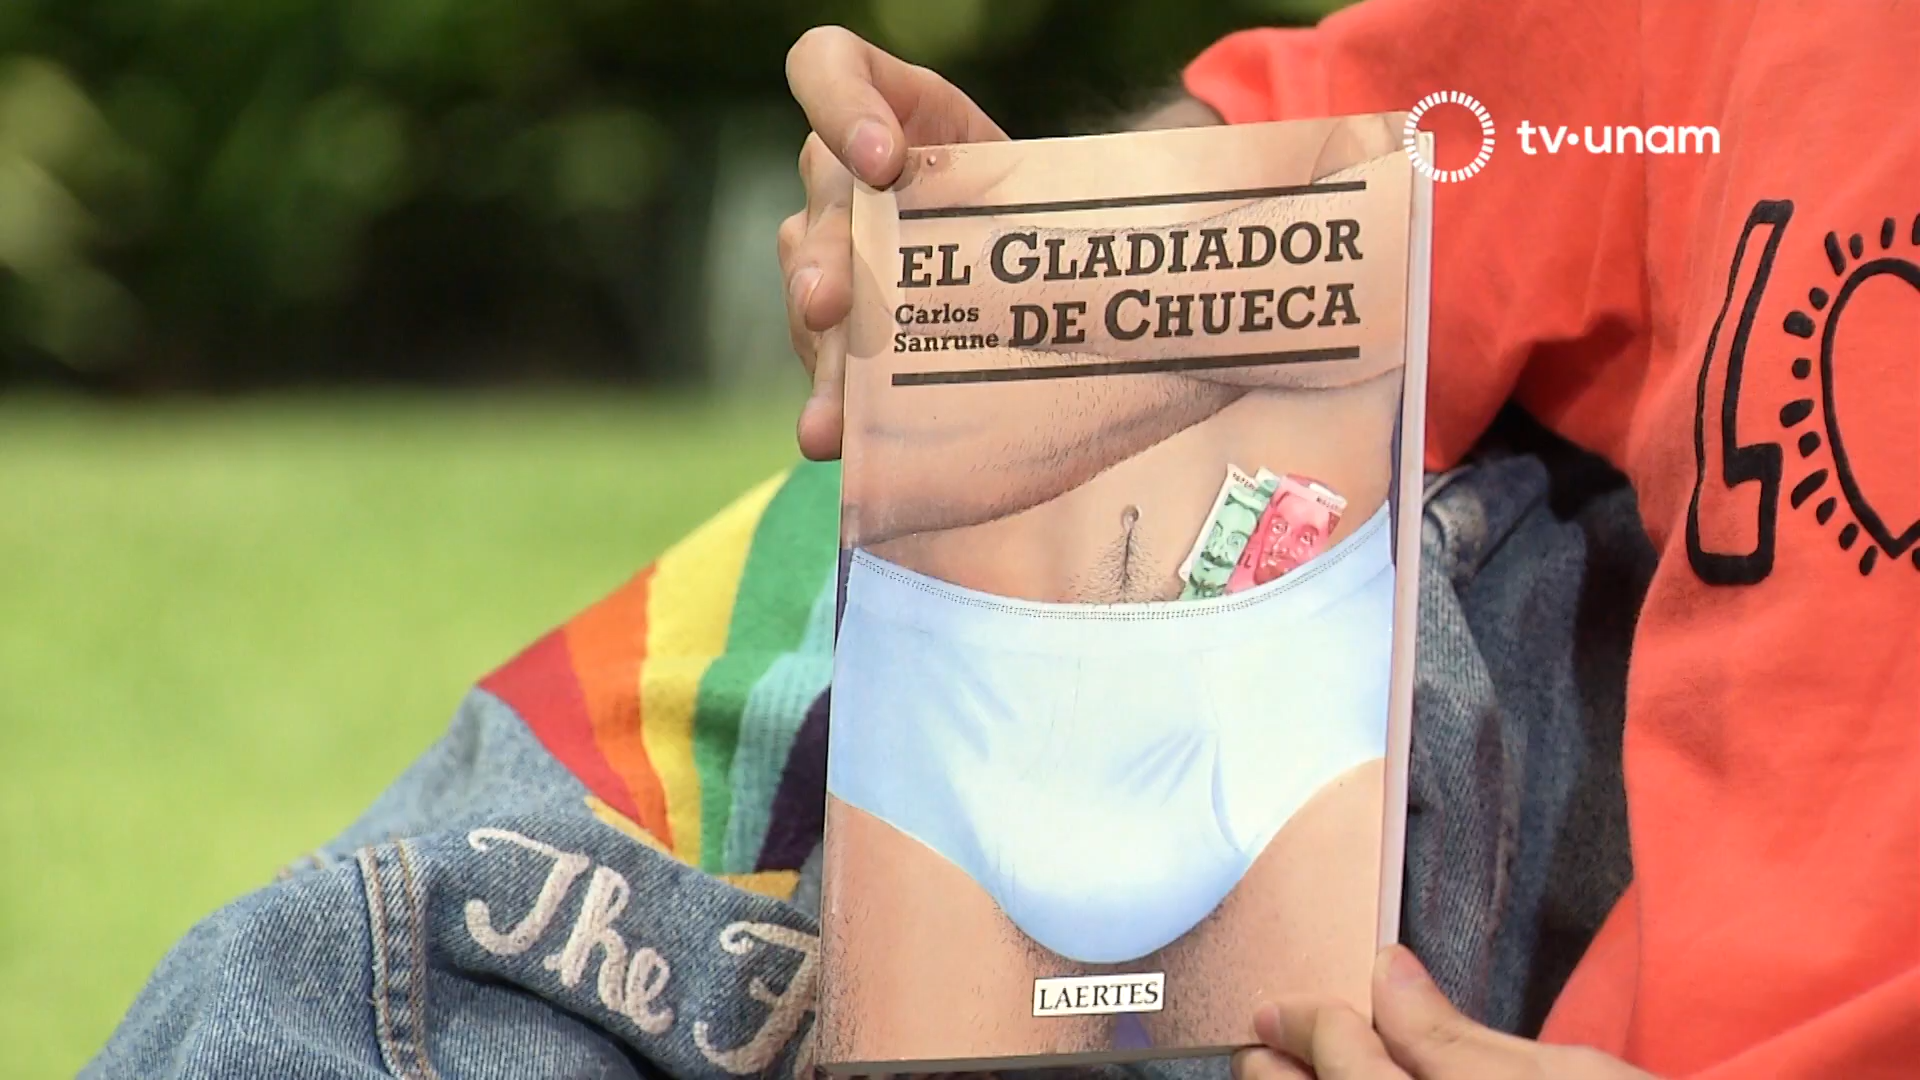 tv·unam
EL GLADIADOR
Carlos
Sanrune
DE CHUECA
LAERTES
The